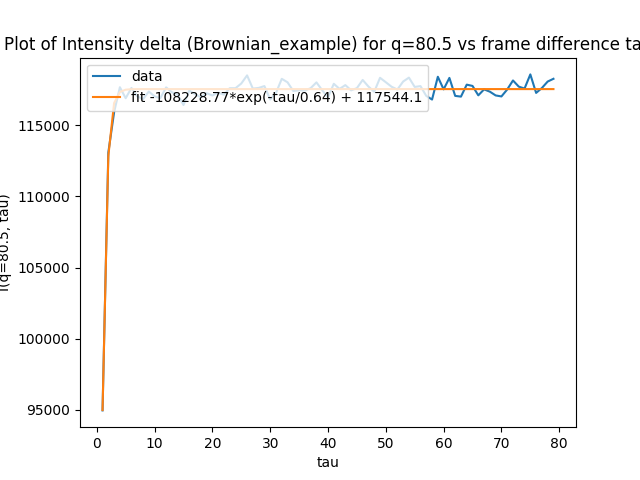 Plot of Intensity delta (Brownian_example) for q=80.5 vs frame difference ta
data
fit -108228.77*exp(-tau/0.64) + 117544.1
I(q=80.5, tau)
115000
110000
105000
100000
95000
0 10 20 30 40 50 60 70 80
tau